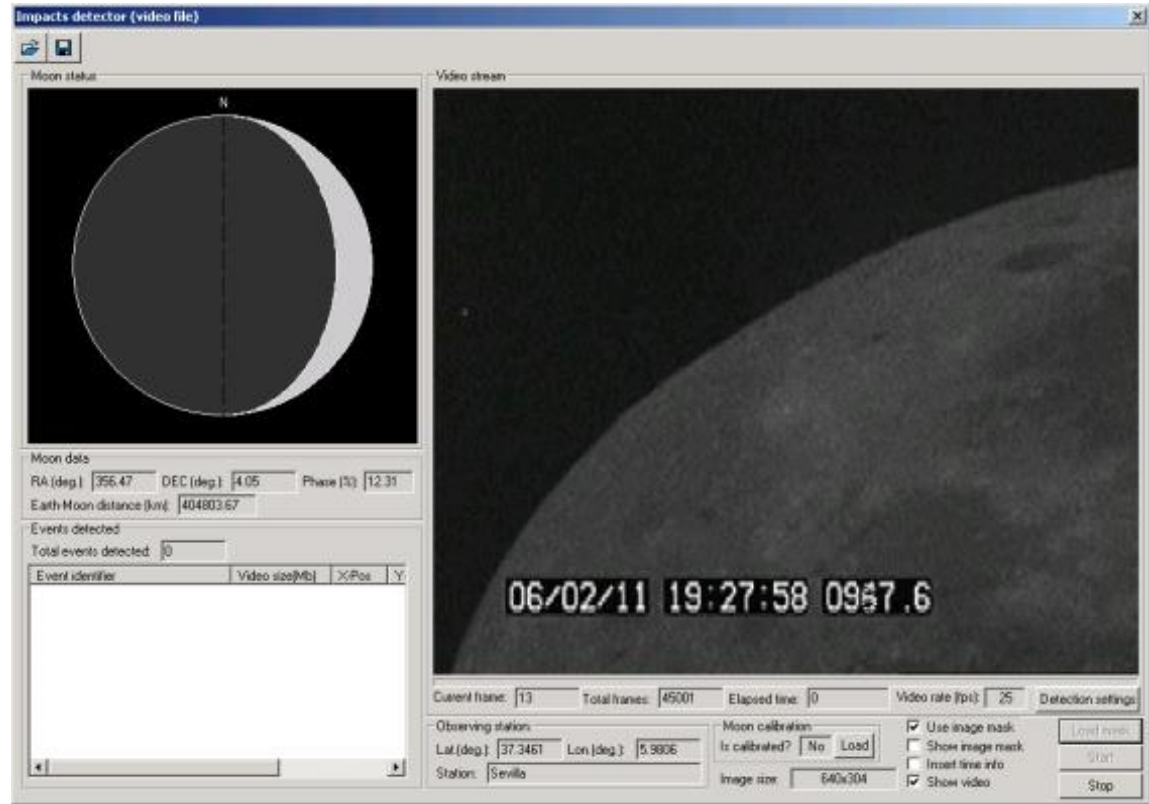 Impacts detector (video file)
Moon status
N
Video stream
06/02/11 19:27:58 0967.6
Moon data
RA (deg.): 356.47 DEC (deg.): 4.05 Phase (%): 12.31
Earth-Moon distance (km): 404803.67
Events detected
Total events detected: 0
Event identifier Video size(Mb) X-Pos Y
Current frame: 13 Total frames: 45001 Elapsed time: 0 Video rate (fps): 25 Detection settings
Observing station
Lat.(deg.): 37.3461 Lon.(deg.): 5.9806
Station: Sevilla
Moon calibration
Is calibrated? No Load
Image size:
Use image mask
Show image mask
Insert time info
Show video
Load mask
Start
Stop